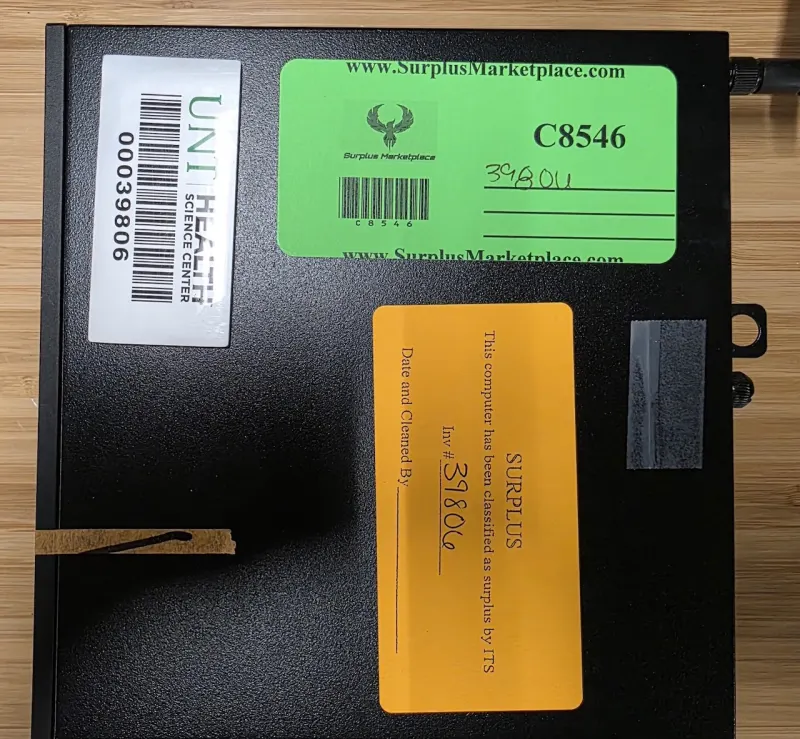 UNT | HEALTH
SCIENCE CENTER
00039806
www.SurplusMarketplace.com
Surplus Marketplace
C8546
C8546
39806
www.SurplusMarketplace.com
SURPLUS
This computer has been classified as surplus by ITS
Inv # 39806
Date and Cleaned By